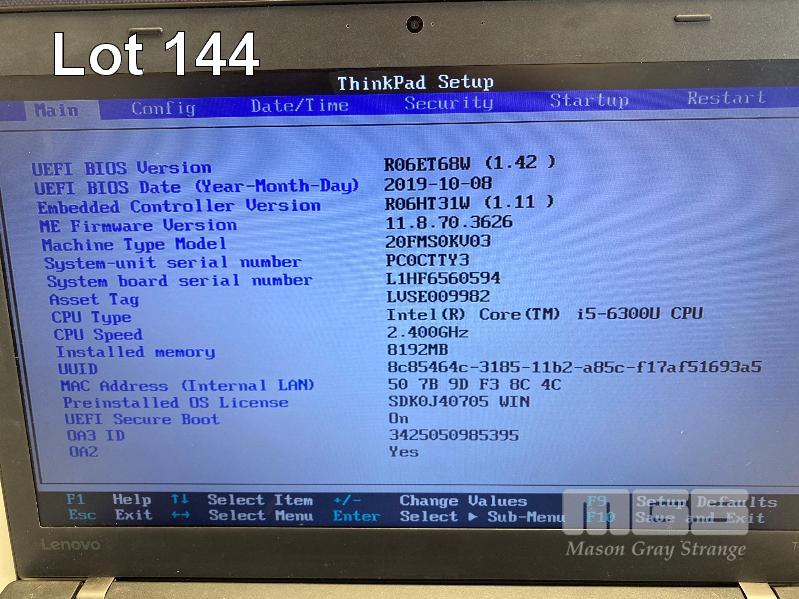 Lot 144
ThinkPad Setup
Main Config Date/Time Security Startup Restart
UEFI BIOS Version R06ET68W (1.42 )
UEFI BIOS Date (Year-Month-Day) 2019-10-08
Embedded Controller Version R06HT31W (1.11 )
ME Firmware Version 11.8.70.3626
Machine Type Model 20FMS0KV03
System-unit serial number PC0CTTY3
System board serial number L1HF6560594
Asset Tag LVSE009982
CPU Type Intel(R) Core(TM) i5-6300U CPU
CPU Speed 2.400GHz
Installed memory 8192MB
UUID 8c85464c-3185-11b2-a85c-f17af51693a5
MAC Address (Internal LAN) 50 7B 9D F3 8C 4C
Preinstalled OS License SDK0J40705 WIN
UEFI Secure Boot On
OA3 ID 3425050985395
OA2 Yes
F1 Help ↑↓ Select Item +/- Change Values F9 Setup Defaults
Esc Exit ↔ Select Menu Enter Select ▶ Sub-Menu F10 Save and Exit
MGS
Lenovo
Mason Gray Strange